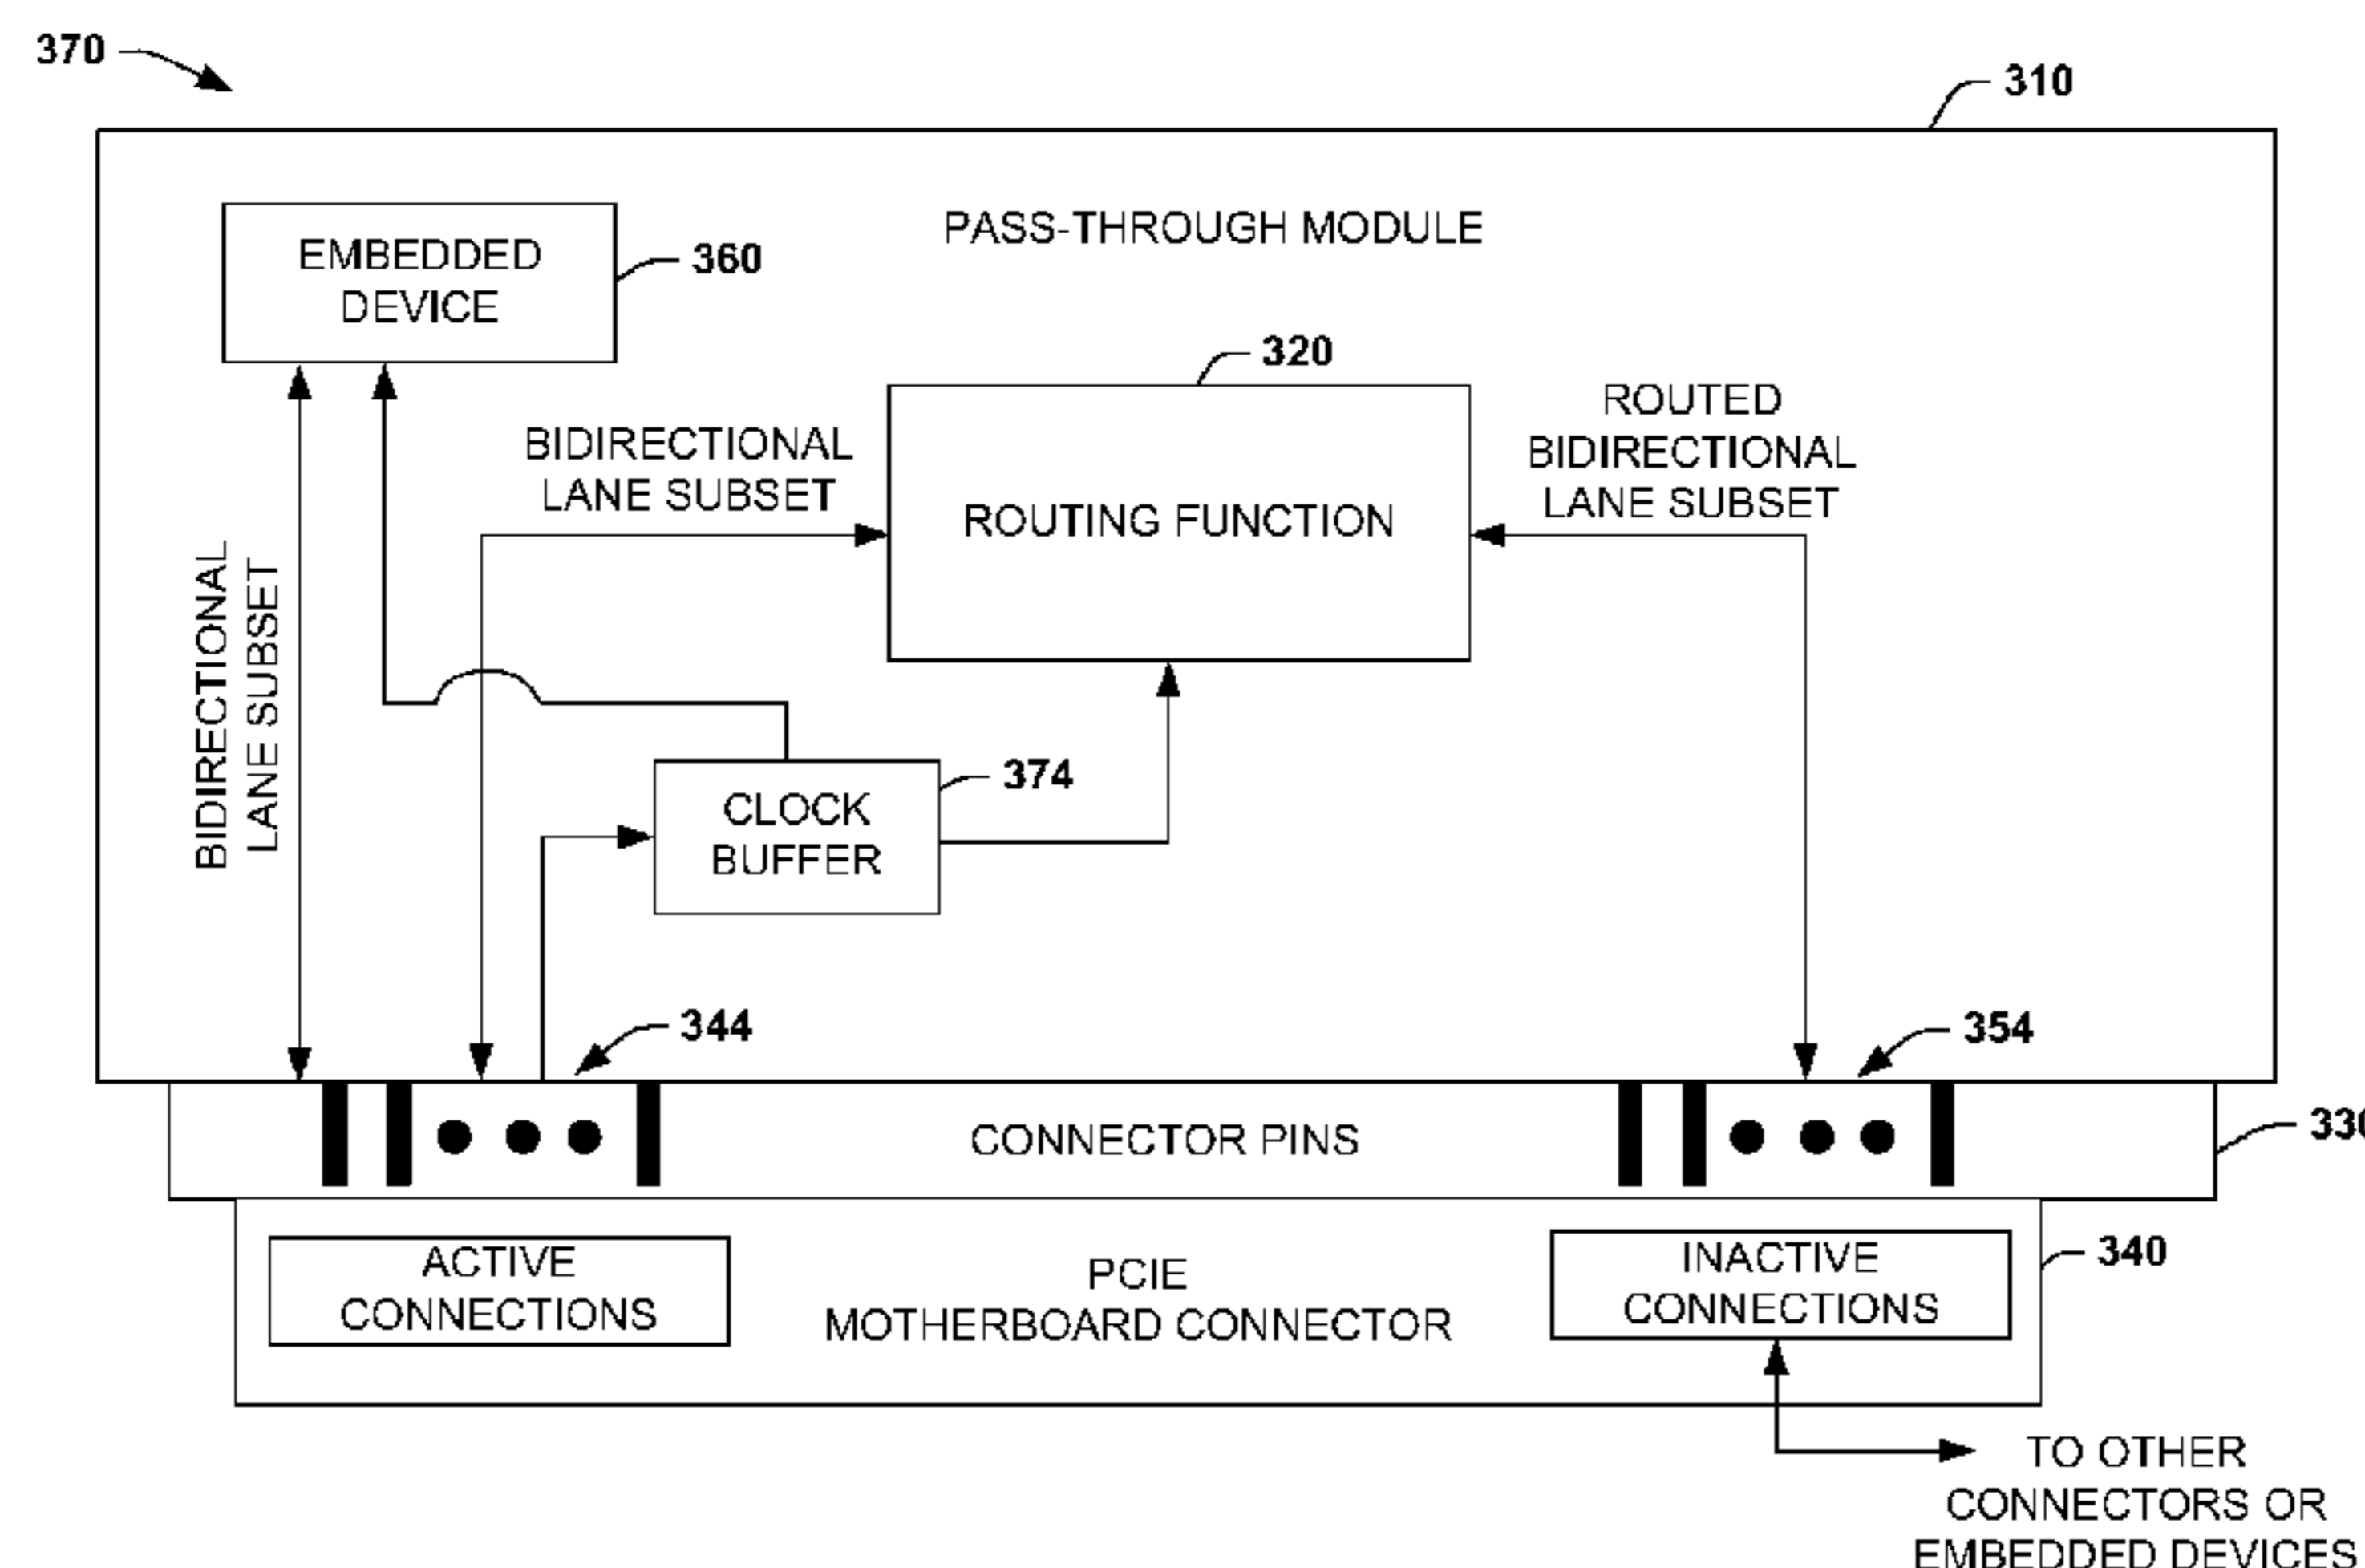 370
310
PASS-THROUGH MODULE
EMBEDDED
DEVICE
360
320
ROUTING FUNCTION
BIDIRECTIONAL
LANE SUBSET
ROUTED
BIDIRECTIONAL
LANE SUBSET
BIDIRECTIONAL
LANE SUBSET
CLOCK
BUFFER
374
344
354
CONNECTOR PINS
330
ACTIVE
CONNECTIONS
PCIE
MOTHERBOARD CONNECTOR
INACTIVE
CONNECTIONS
340
TO OTHER
CONNECTORS OR
EMBEDDED DEVICES